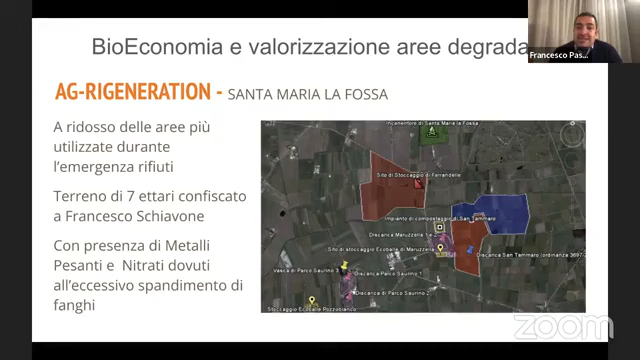 BioEconomia e valorizzazione aree degrada
Francesco Pas...
AG-RIGENERATION - SANTA MARIA LA FOSSA
A ridosso delle aree più
utilizzate durante
l'emergenza rifiuti
Terreno di 7 ettari confiscato
a Francesco Schiavone
Con presenza di Metalli
Pesanti e Nitrati dovuti
all'eccessivo spandimento di
fanghi
Inceneritore di Santa Maria la Fossa
Sito di Stoccaggio di Ferrandelle
Impianto di compostaggio di San Tammaro
Discarica Maruzzella 1 e
Sito di stoccaggio Ecoballe di Maruzzella
Discarica San Tammaro (ordinanza 3697/2
Vasca di Parco Saurino 3
Discarica Parco Saurino 1
Discarica di Parco Saurino 2
Stoccaggio Ecoballe Pozzobianco
zoom